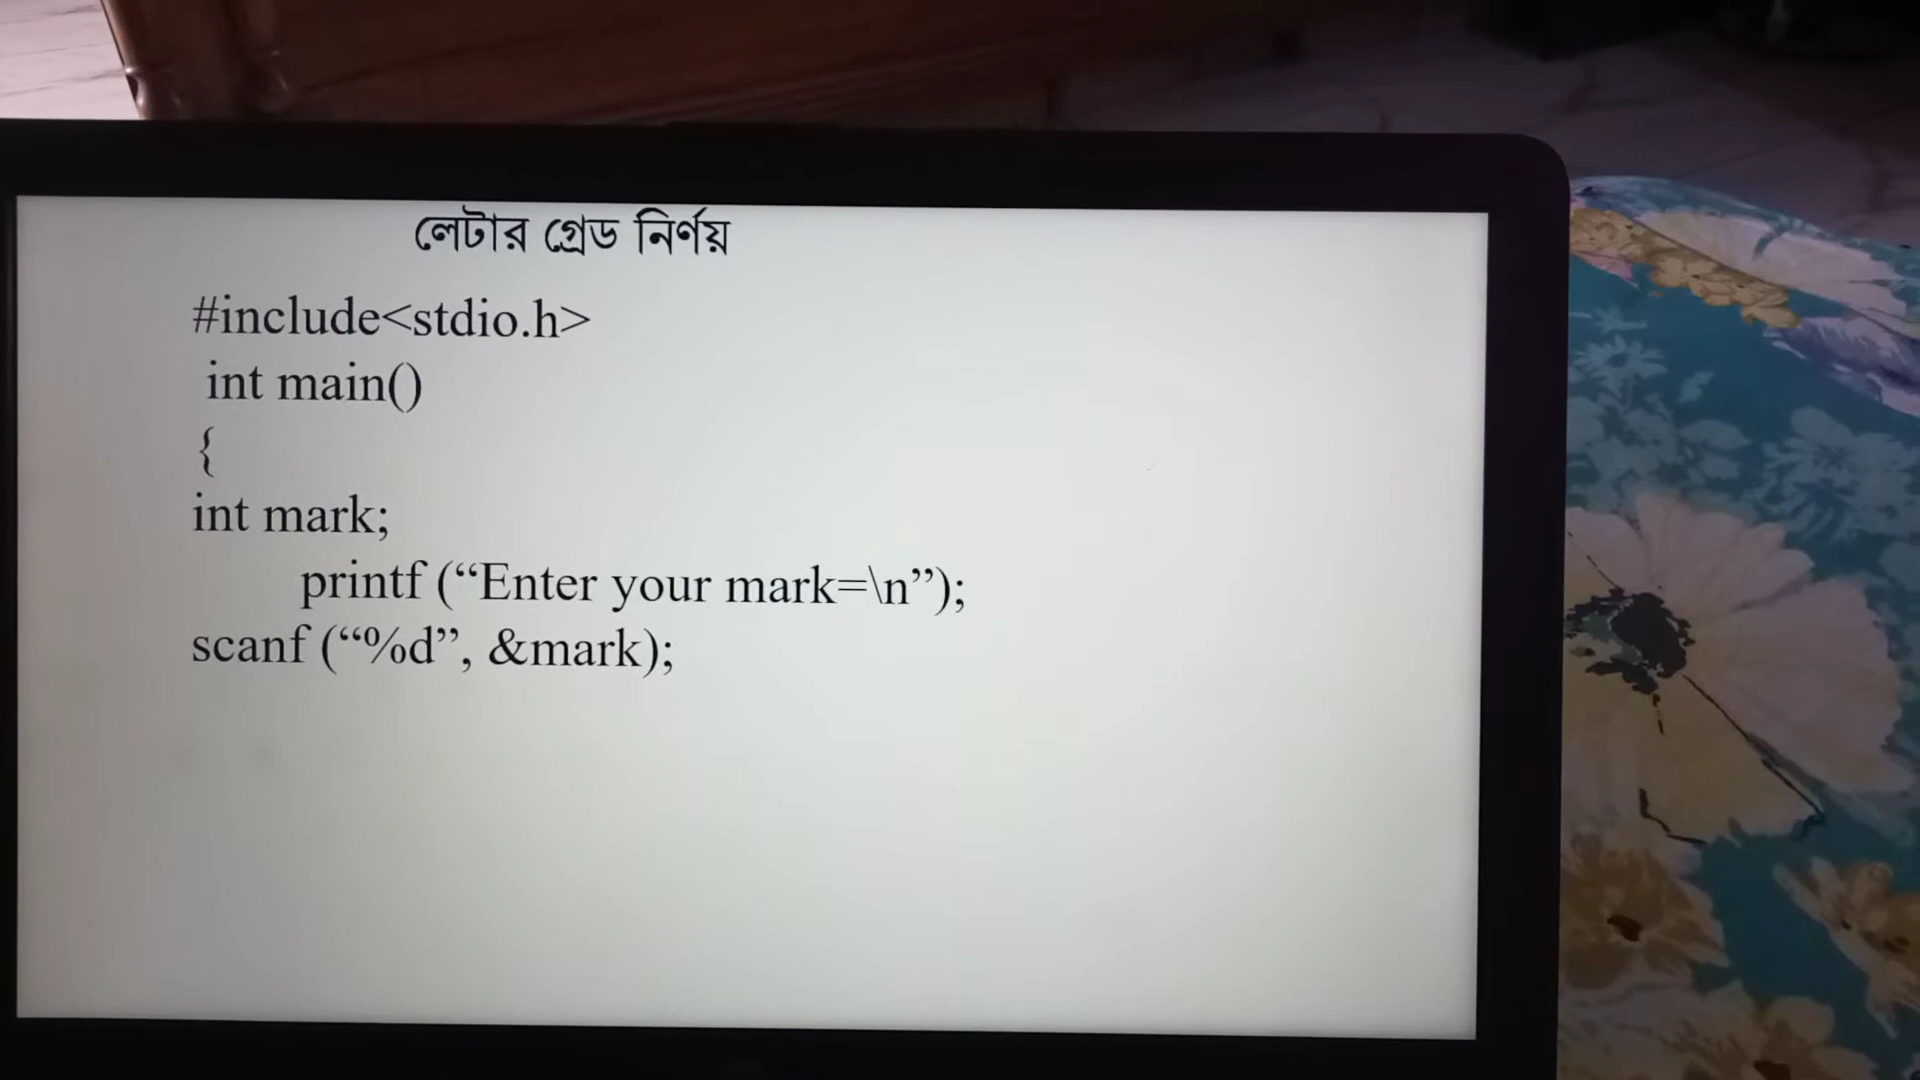 লেটার গ্রেড নির্ণয়
#include<stdio.h>
int main()
{
int mark;
printf (“Enter your mark=\n”);
scanf (“%d”, &mark);